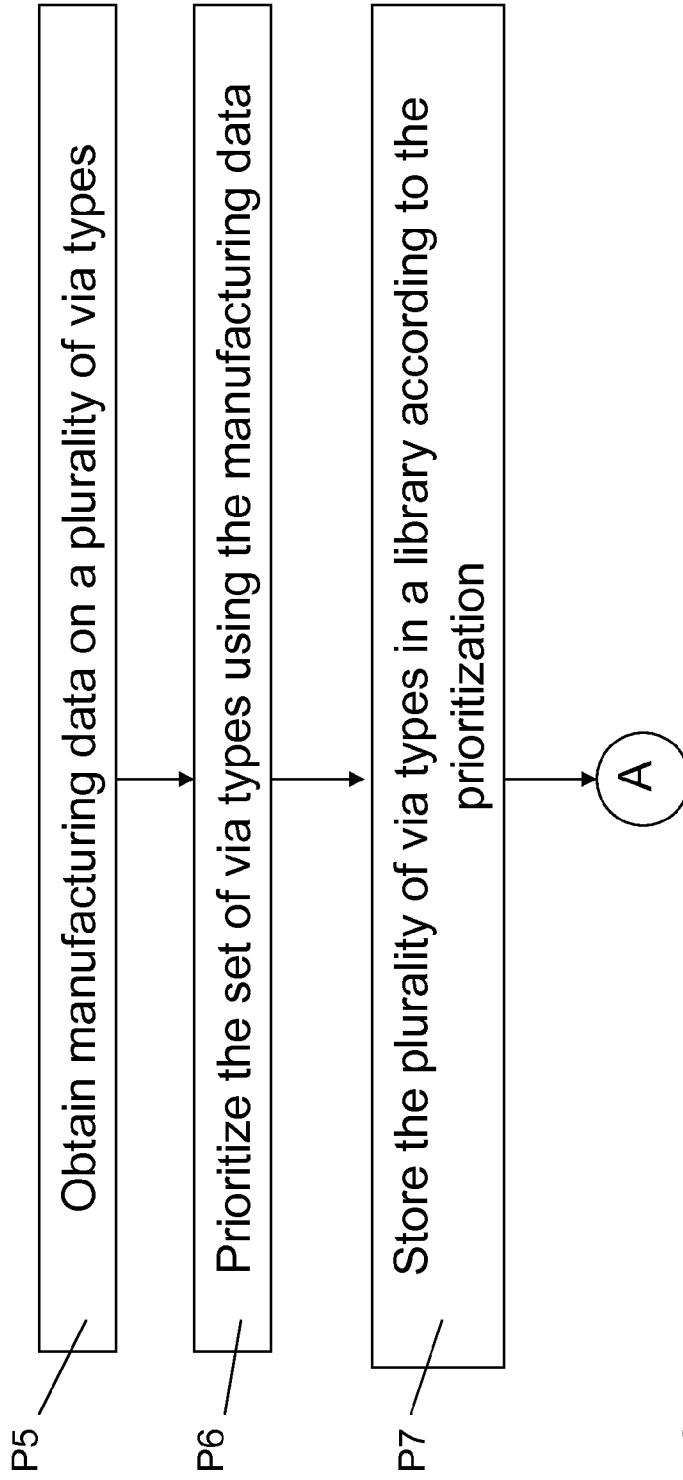 P5
Obtain manufacturing data on a plurality of via types
P6
Prioritize the set of via types using the manufacturing data
P7
Store the plurality of via types in a library according to the
prioritization
A